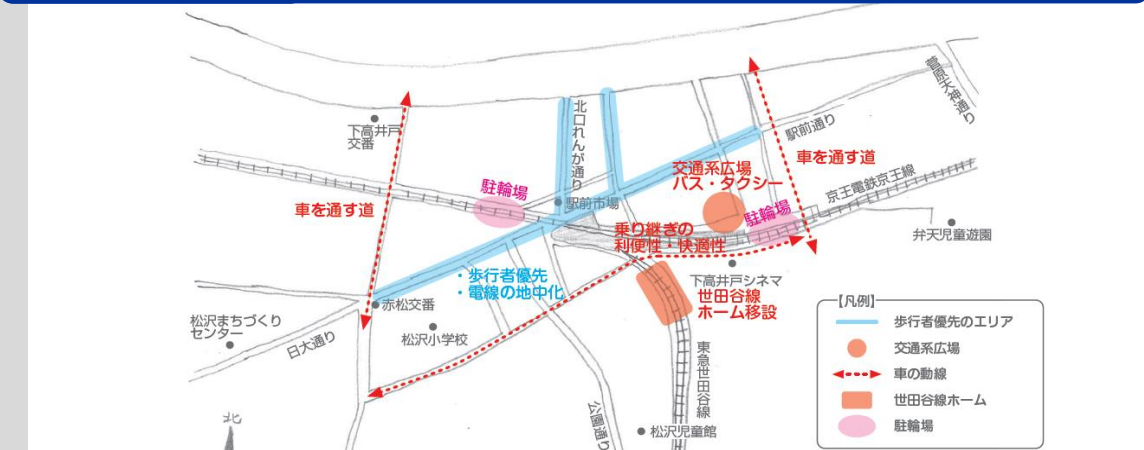 下高井戸
交番
北口れんが通り
駅前通り
菅原天神通り
車を通す道
交通系広場
バス・タクシー
京王電鉄京王線
駐輪場
駅前市場
駐輪場
車を通す道
乗り継ぎの
利便性・快適性
弁天児童遊園
・歩行者優先
・電線の地中化
下高井戸シネマ
世田谷線
ホーム移設
赤松交番
松沢まちづくり
センター
日大通り
松沢小学校
東急世田谷線
公園通り
松沢児童館
北
【凡例】
歩行者優先のエリア
交通系広場
車の動線
世田谷線ホーム
駐輪場